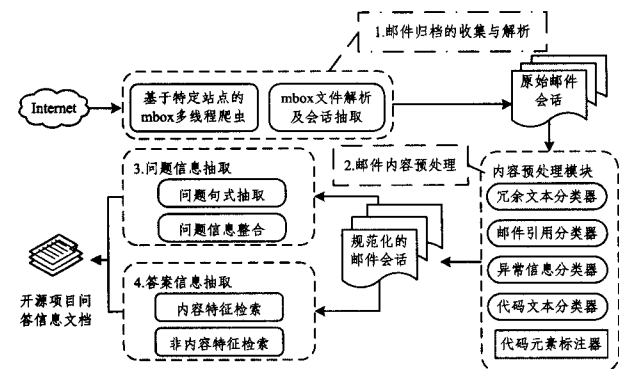 1.邮件归档的收集与解析
Internet
基于特定站点的
mbox多线程爬虫
mbox文件解析
及会话抽取
原始邮件
会话
2.邮件内容预处理
内容预处理模块
冗余文本分类器
邮件引用分类器
异常信息分类器
代码文本分类器
代码元素标注器
规范化的
邮件会话
3.问题信息抽取
问题句式抽取
问题信息整合
4.答案信息抽取
内容特征检索
非内容特征检索
开源项目问
答信息文档